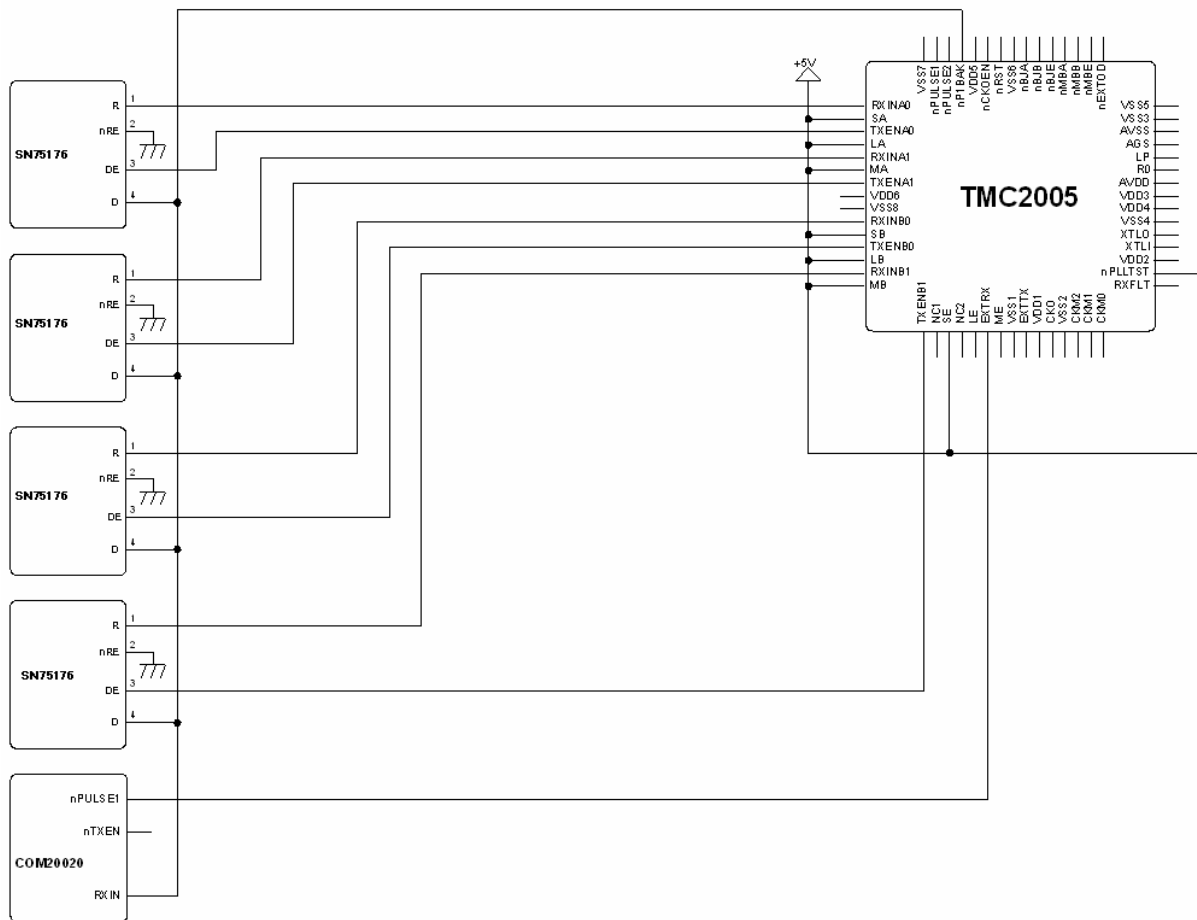 +5V
VSS7
nPULSE1
nPULSE2
nP1BAK
VDD5
nCKOEN
nRST
VSS6
nBJA
nBJB
nBJE
nMBA
nMBB
nMBE
nEXTOD
RXINA0
SA
TXENA0
LA
RXINA1
MA
TXENA1
VDD6
VSS8
RXINB0
SB
TXENB0
LB
RXINB1
MB
TMC2005
VSS5
VSS3
AVSS
AGS
LP
RO
AVDD
VDD3
VDD4
VSS4
XTLO
XTLI
VDD2
nPLLTST
RXFLT
TXENB1
NC1
SE
NC2
LE
EXTRX
ME
VSS1
EXTTX
VDD1
CKO
VSS2
CKM2
CKM1
CKM0
R 1
nRE 2
SN75176
DE 3
D 4
R 1
nRE 2
SN75176
DE 3
D 4
R 1
nRE 2
SN75176
DE 3
D 4
R 1
nRE 2
SN75176
DE 3
D 4
nPULSE1
nTXEN
COM20020
RXIN